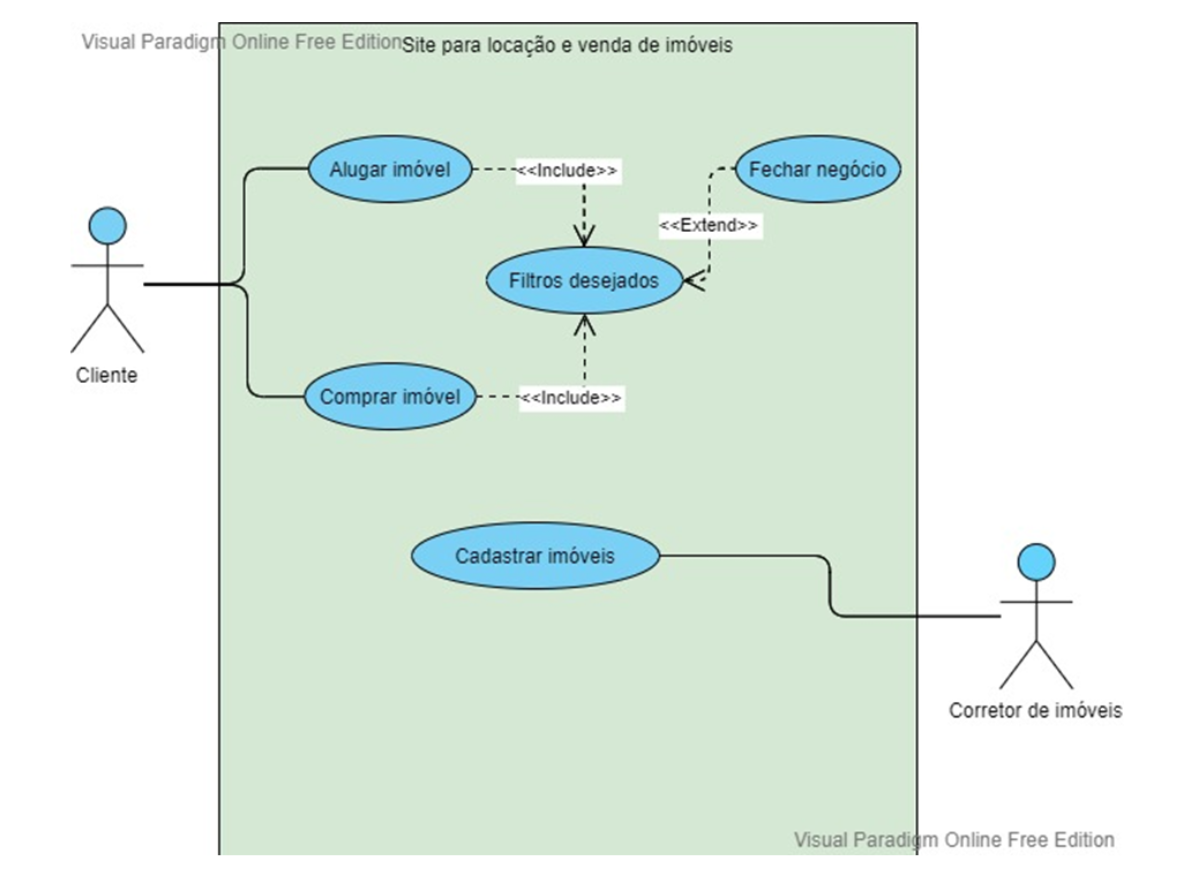 Visual Paradigm Online Free Edition
Site para locação e venda de imóveis
Alugar imóvel
<<Include>>
Fechar negócio
<<Extend>>
Filtros desejados
Cliente
Comprar imóvel
<<Include>>
Cadastrar imóveis
Corretor de imóveis
Visual Paradigm Online Free Edition